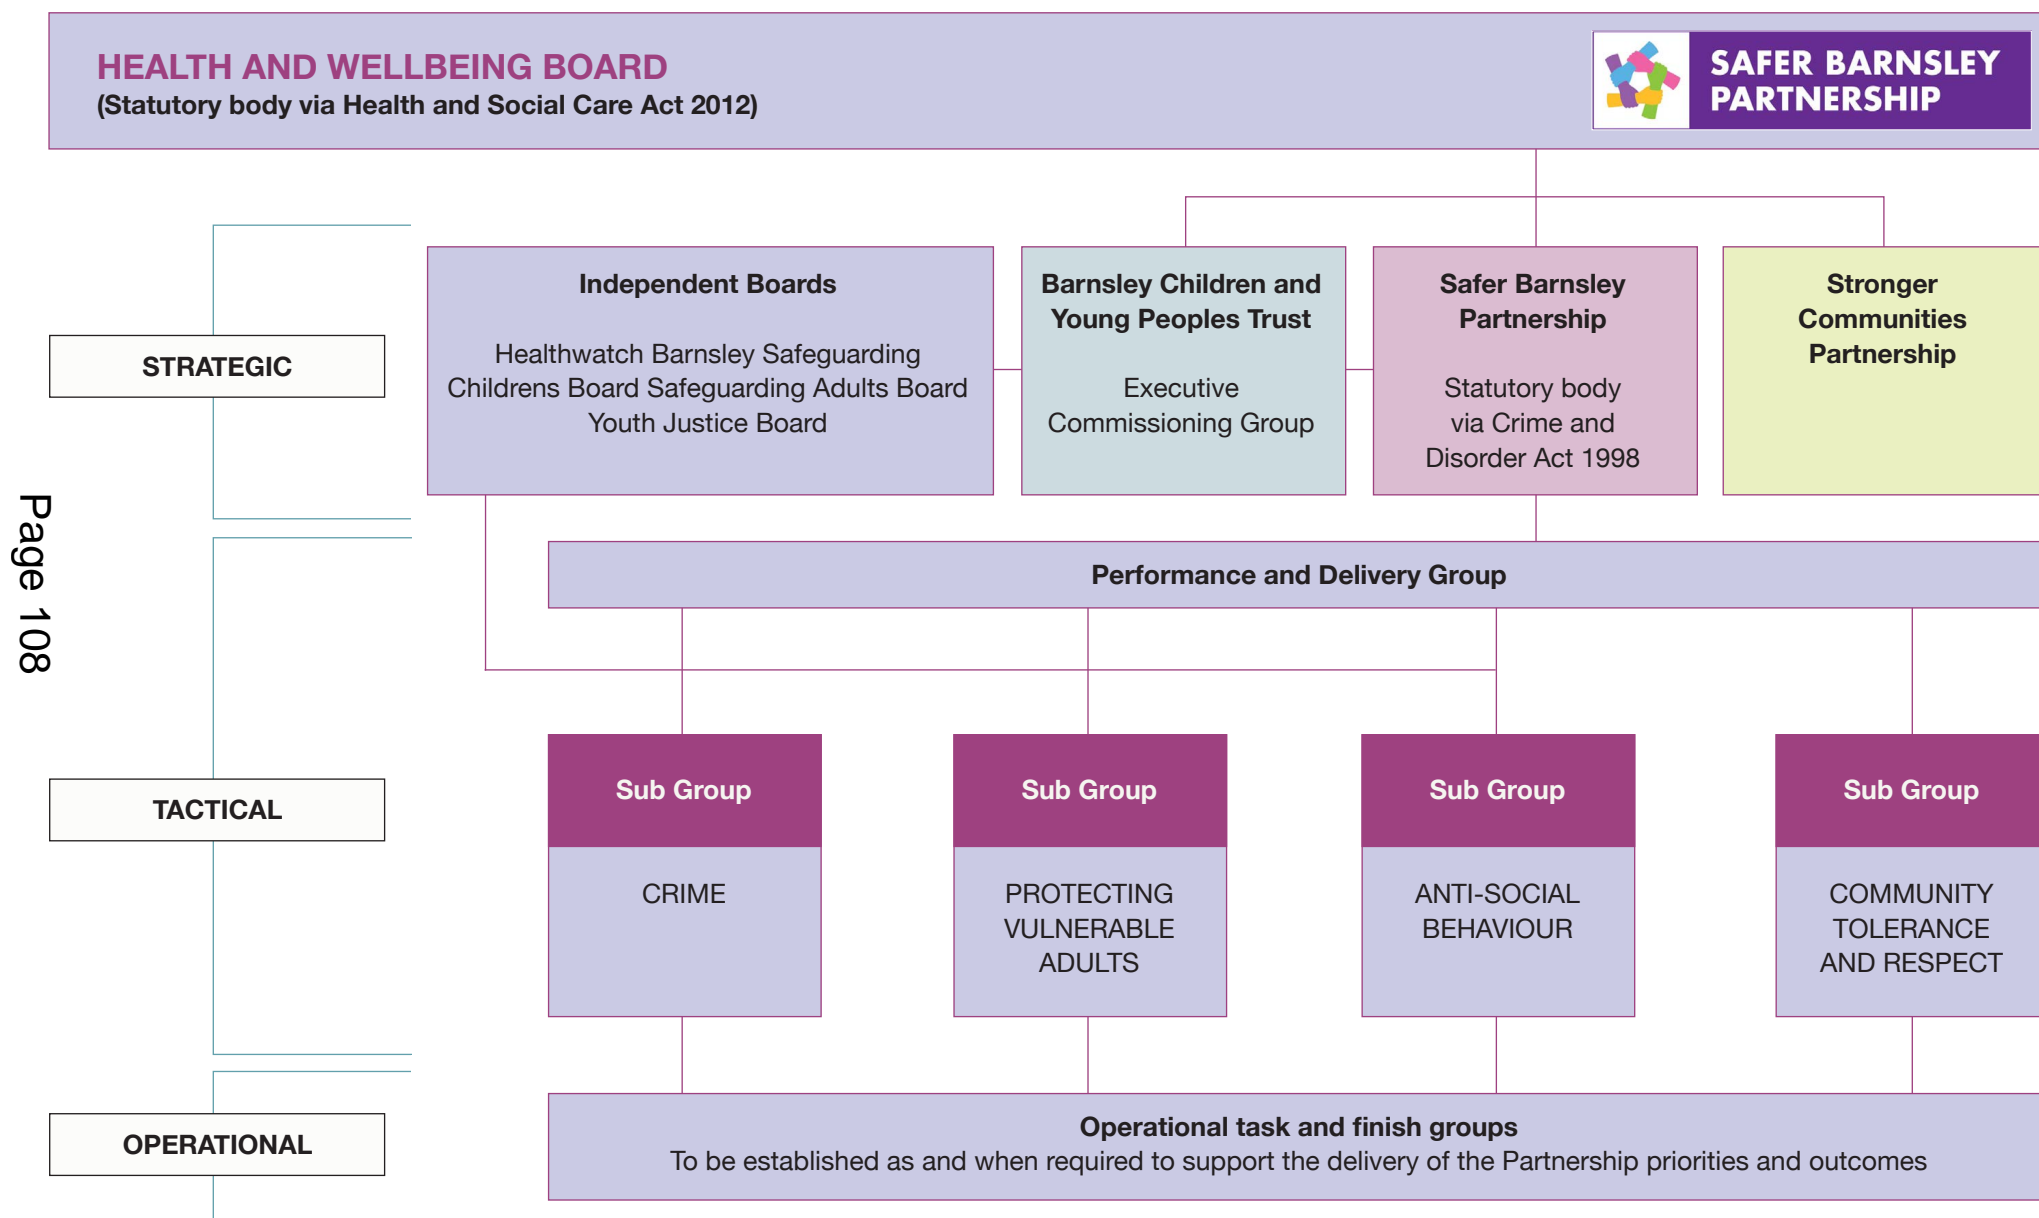 HEALTH AND WELLBEING BOARD
(Statutory body via Health and Social Care Act 2012)
SAFER BARNSLEY
PARTNERSHIP
STRATEGIC
Independent Boards
Healthwatch Barnsley Safeguarding
Childrens Board Safeguarding Adults Board
Youth Justice Board
Barnsley Children and
Young Peoples Trust
Executive
Commissioning Group
Safer Barnsley
Partnership
Statutory body
via Crime and
Disorder Act 1998
Stronger
Communities
Partnership
Page 108
Performance and Delivery Group
TACTICAL
Sub Group
CRIME
Sub Group
PROTECTING
VULNERABLE
ADULTS
Sub Group
ANTI-SOCIAL
BEHAVIOUR
Sub Group
COMMUNITY
TOLERANCE
AND RESPECT
OPERATIONAL
Operational task and finish groups
To be established as and when required to support the delivery of the Partnership priorities and outcomes